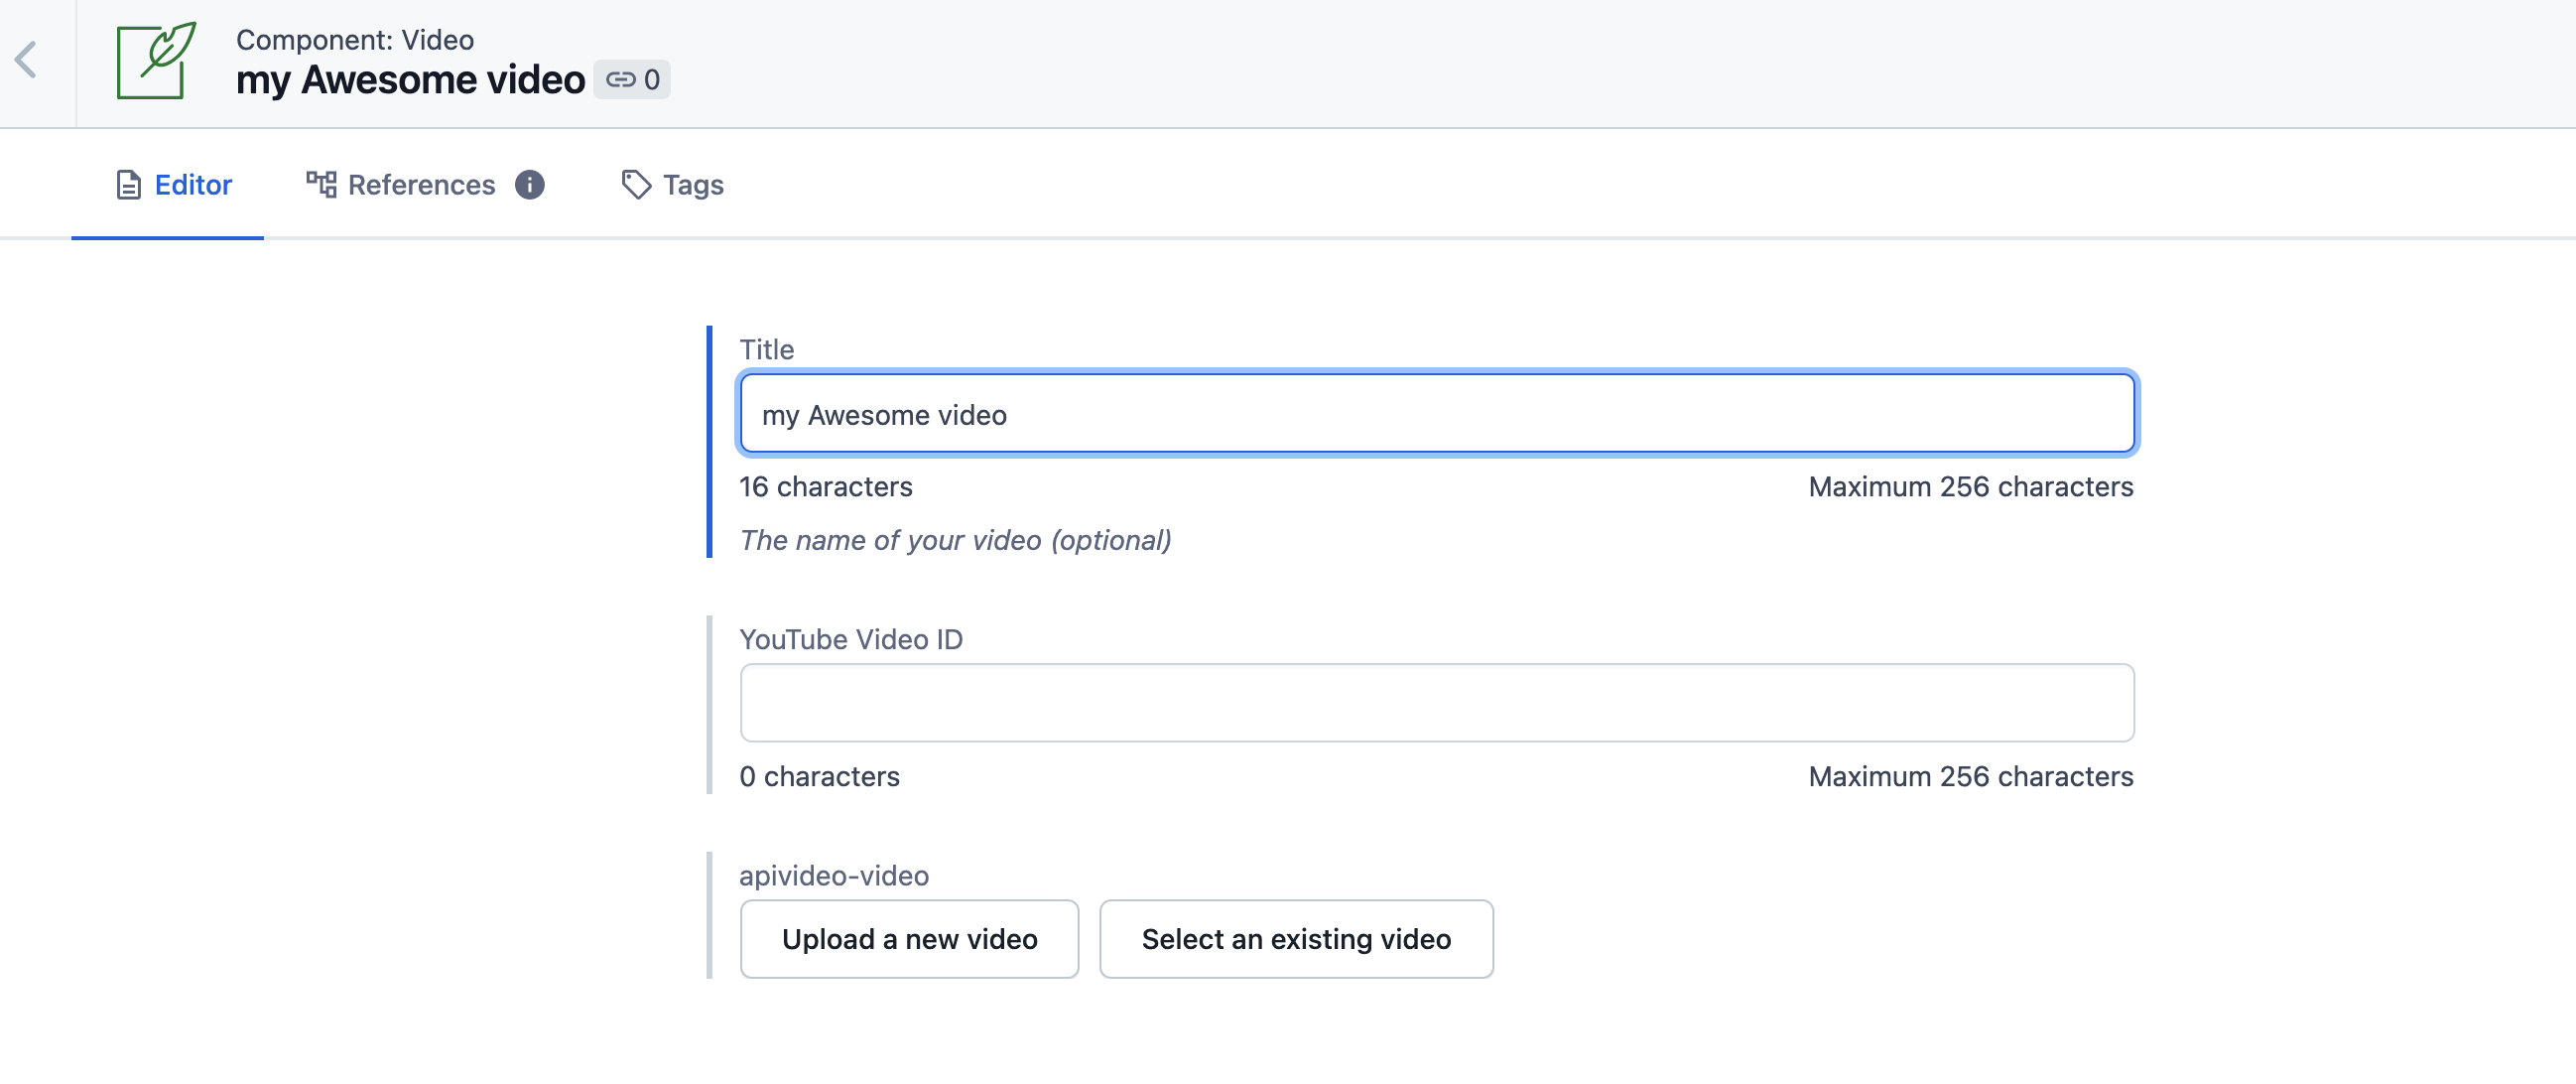 Component: Video
my Awesome video 0
Editor References i Tags
Title
my Awesome video
16 characters Maximum 256 characters
The name of your video (optional)
YouTube Video ID
0 characters Maximum 256 characters
apivideo-video
Upload a new video Select an existing video